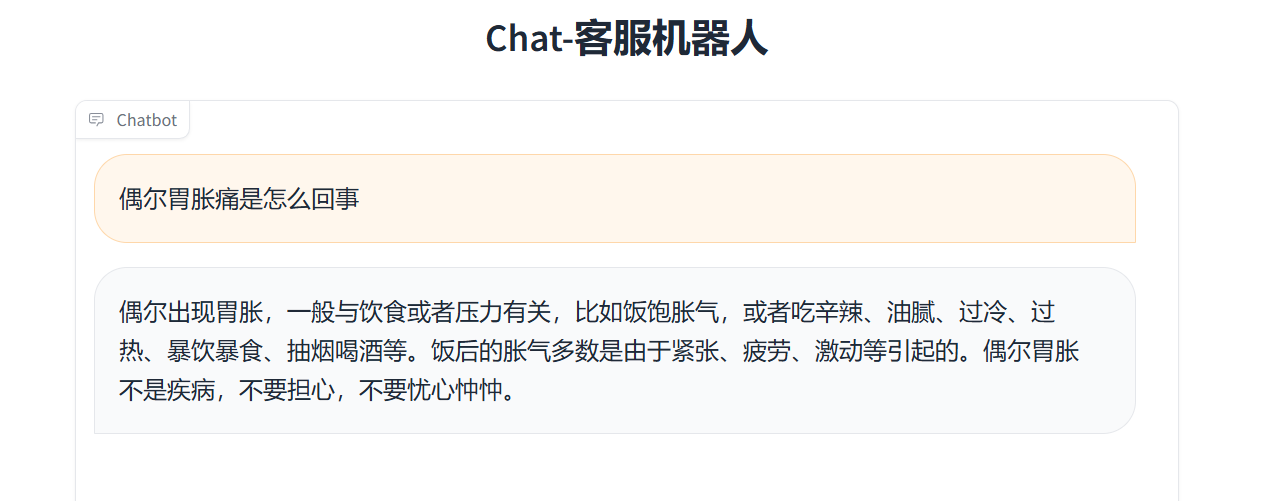 Chat-客服机器人
Chatbot
偶尔胃胀痛是怎么回事
偶尔出现胃胀，一般与饮食或者压力有关，比如饭饱胀气，或者吃辛辣、油腻、过冷、过
热、暴饮暴食、抽烟喝酒等。饭后的胀气多数是由于紧张、疲劳、激动等引起的。偶尔胃胀
不是疾病，不要担心，不要忧心忡忡。